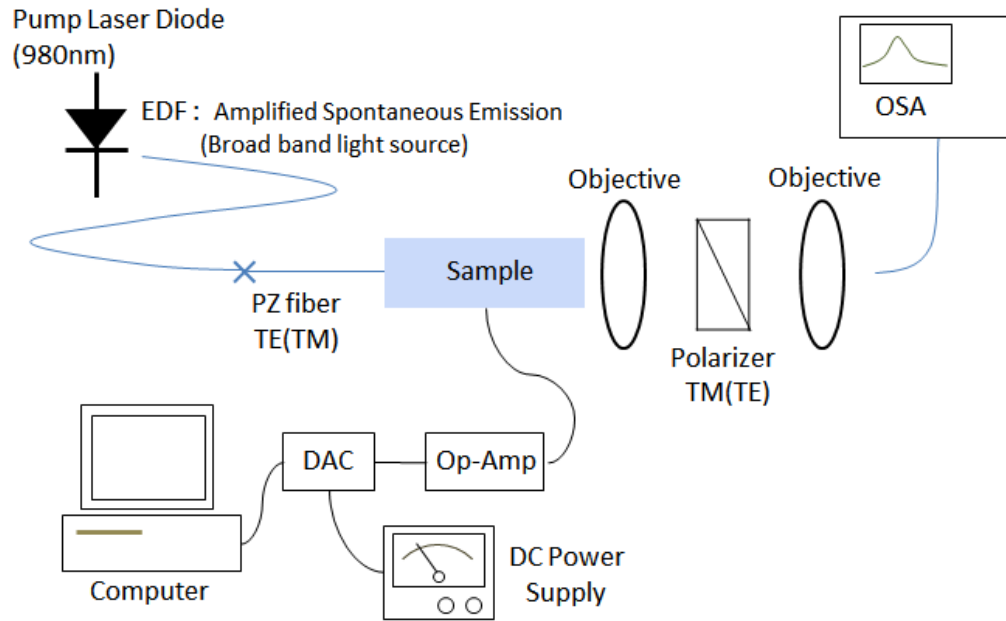 Pump Laser Diode
(980nm)
EDF： Amplified Spontaneous Emission
(Broad band light source)
OSA
Objective
Objective
Sample
PZ fiber
TE(TM)
Polarizer
TM(TE)
DAC
Op-Amp
Computer
DC Power
Supply